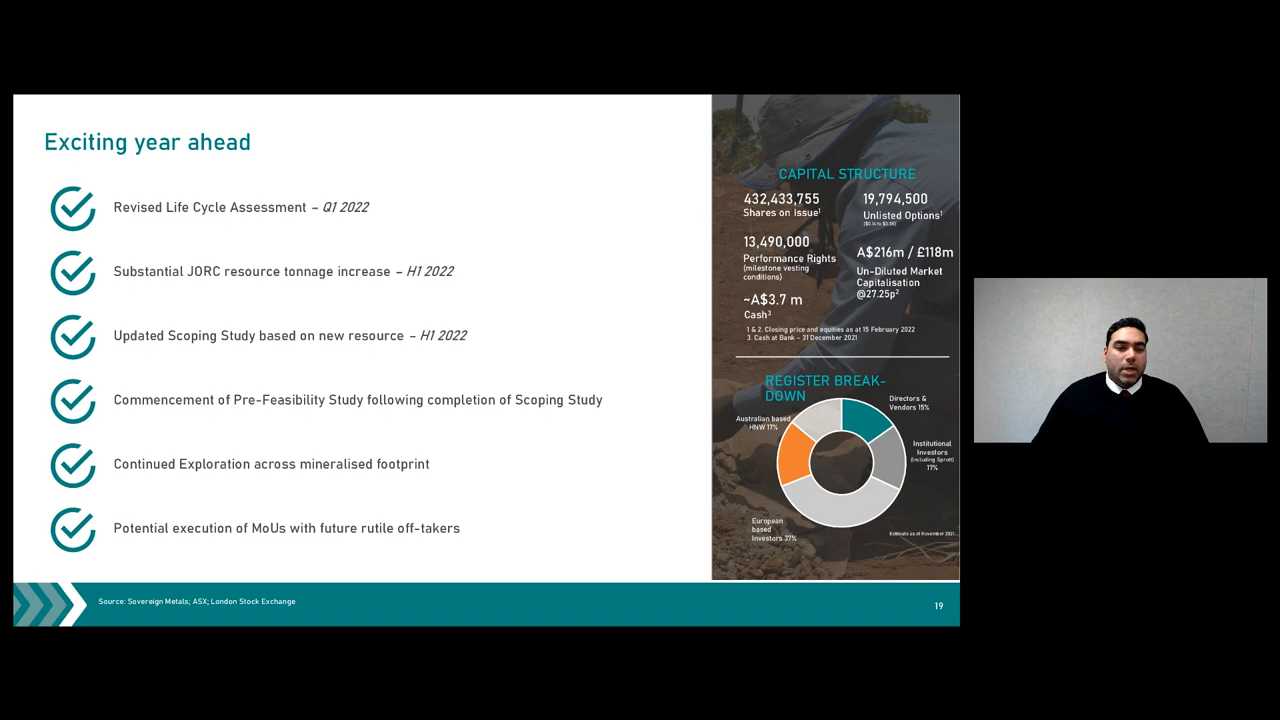 Exciting year ahead
Revised Life Cycle Assessment – Q1 2022
Substantial JORC resource tonnage increase – H1 2022
Updated Scoping Study based on new resource – H1 2022
Commencement of Pre-Feasibility Study following completion of Scoping Study
Continued Exploration across mineralised footprint
Potential execution of MoUs with future rutile off-takers
CAPITAL STRUCTURE
432,433,755
Shares on Issue¹
19,794,500
Unlisted Options¹
13,490,000
Performance Rights
(milestone vesting
conditions)
A$216m / £118m
Un-Diluted Market
Capitalisation
@27.25p²
~A$3.7 m
Cash³
1 & 2. Closing price and equities as at 15 February 2022
3. Cash at Bank – 31 December 2021
REGISTER BREAK-
DOWN
Directors &
Vendors 15%
Australian based
HNW 17%
Institutional
Investors
(Including Sprott)
17%
European
based
Investors 37%
Estimate as at November 2021.
Source: Sovereign Metals; ASX; London Stock Exchange
19